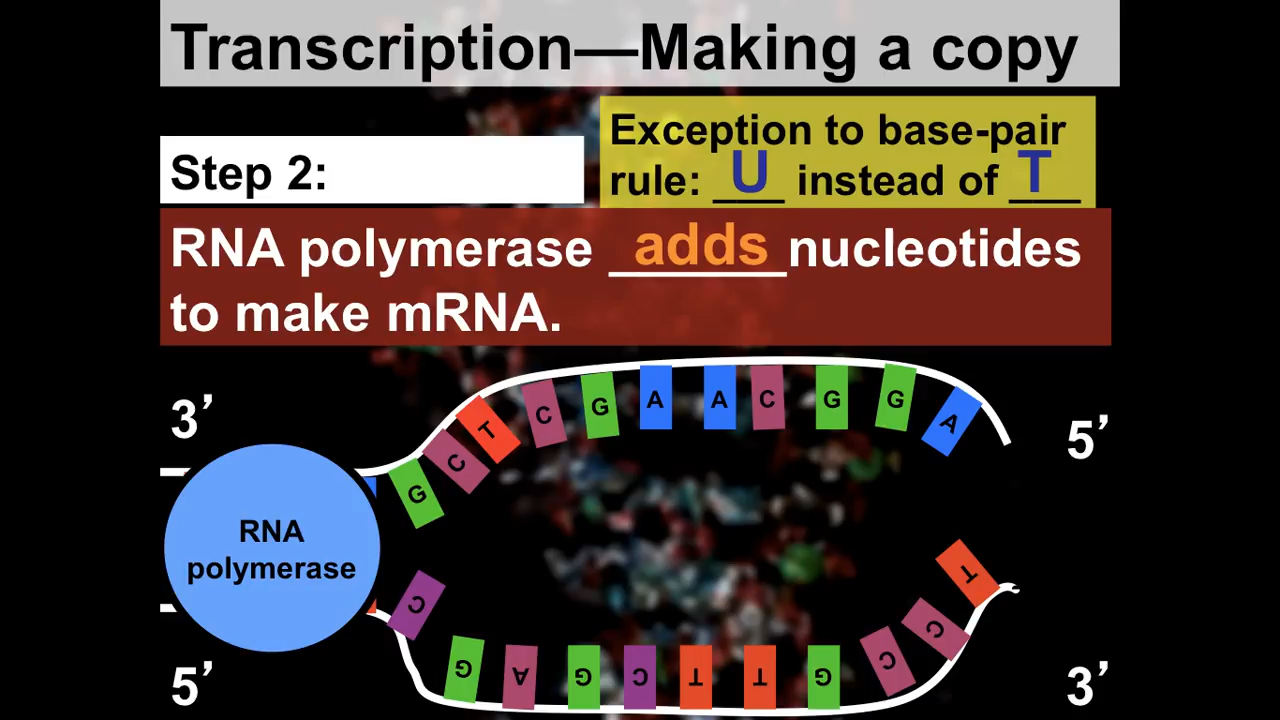 Transcription—Making a copy
Step 2:
Exception to base-pair
rule: U instead of T
RNA polymerase adds nucleotides
to make mRNA.
3’
5’
G C T C G A A C G G A
RNA
polymerase
C G A G C T T G C C T
5’
3’